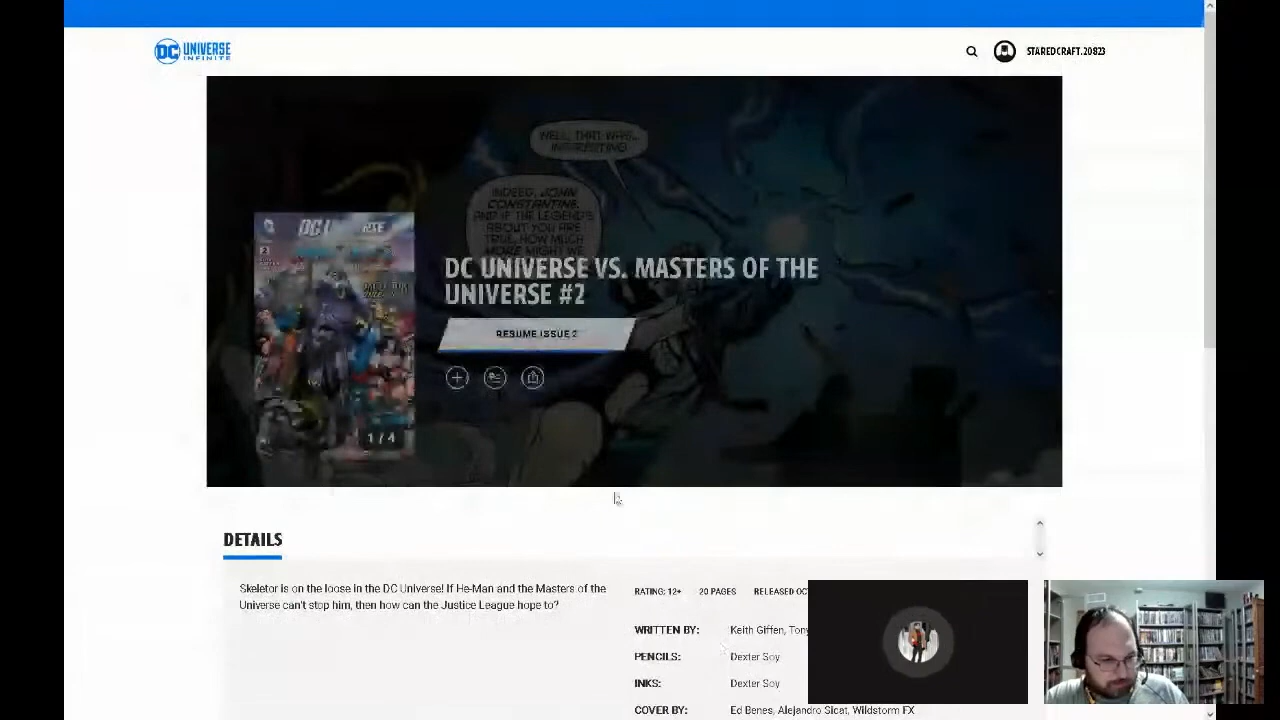 DC UNIVERSE
INFINITE
STAREDCRAFT.20823
WELL, THAT WAS...
INTERESTING.
INDEED, JOHN
CONSTANTINE.
AND IF THE LEGENDS
ABOUT YOU ARE
TRUE, HOW MUCH
MORE MIGHT WE
DC UNIVERSE VS. MASTERS OF THE
UNIVERSE #2
RESUME ISSUE 2
1 / 4
DETAILS
Skeletor is on the loose in the DC Universe! If He-Man and the Masters of the
Universe can't stop him, then how can the Justice League hope to?
RATING: 12+ 20 PAGES RELEASED OC
WRITTEN BY: Keith Giffen, Tony
PENCILS: Dexter Soy
INKS: Dexter Soy
COVER BY: Ed Benes, Alejandro Sicat, Wildstorm FX